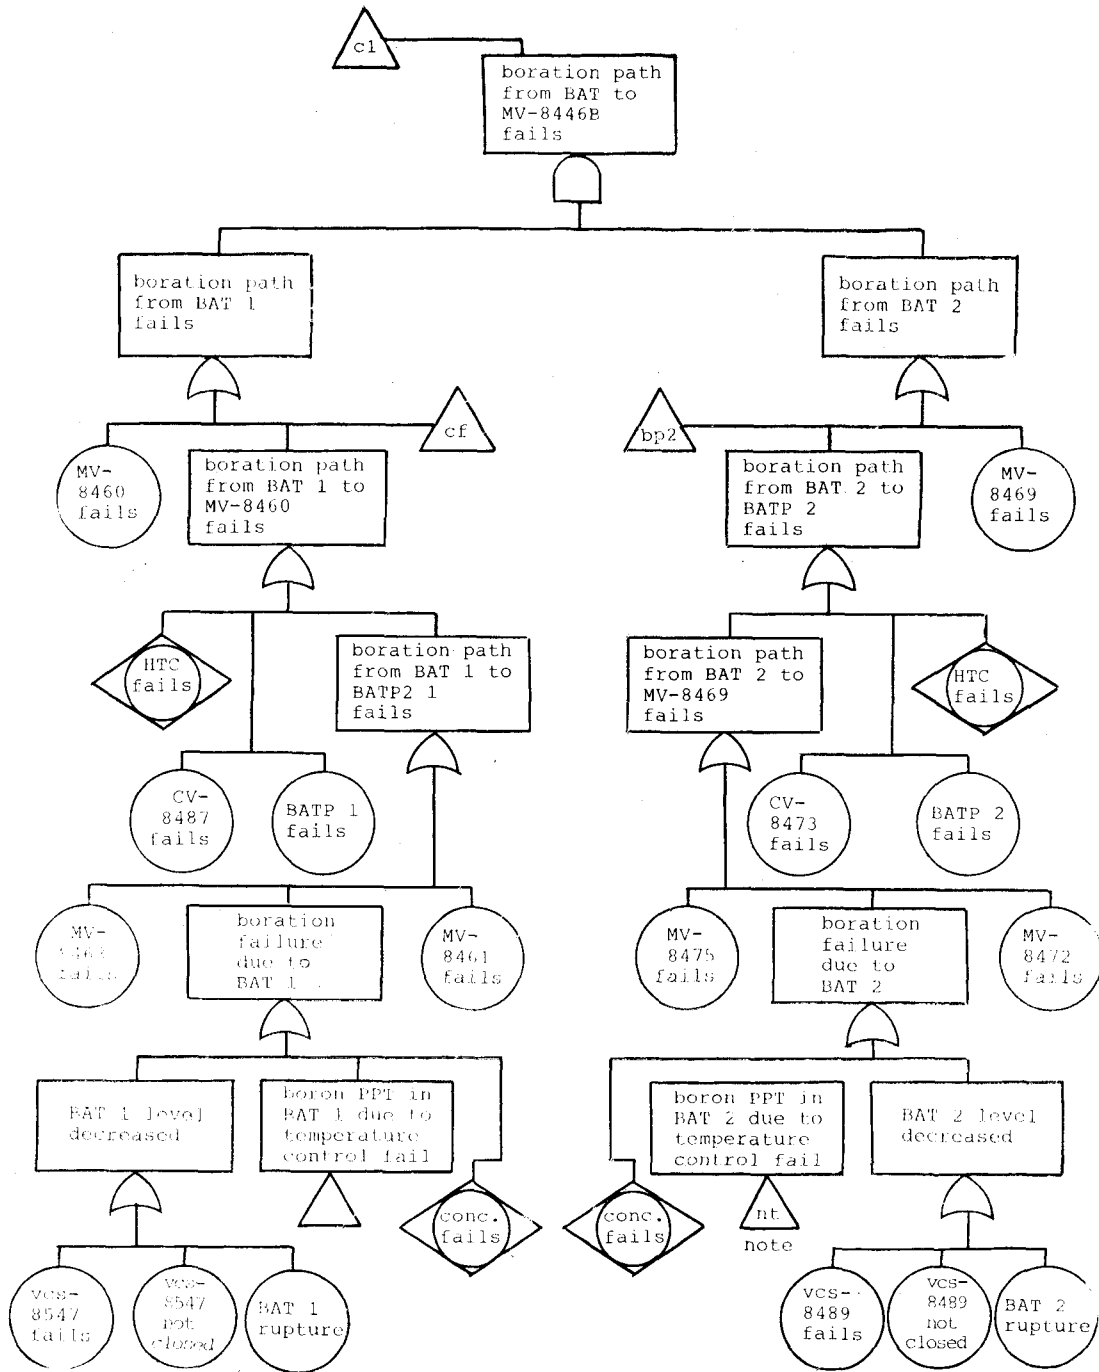 c1
boration path
from BAT to
MV-8446B
fails
boration path
from BAT 1
fails
boration path
from BAT 2
fails
cf
bp2
MV-
8460
fails
boration path
from BAT 1 to
MV-8460
fails
boration path
from BAT 2 to
BATP 2
fails
MV-
8469
fails
HTC
fails
boration path
from BAT 1 to
BATP2 1
fails
boration path
from BAT 2 to
MV-8469
fails
HTC
fails
CV-
8487
fails
BATP 1
fails
CV-
8473
fails
BATP 2
fails
MV-
fails
boration
failure
due to
BAT 1
MV-
8461
fails
MV-
8475
fails
boration
failure
due to
BAT 2
MV-
8472
fails
BAT 1 level
decreased
boron PPT in
BAT 1 due to
temperature
control fail
boron PPT in
BAT 2 due to
temperature
control fail
BAT 2 level
decreased
conc.
fails
conc.
fails
nt
note
vcs-
8547
fails
vcs-
8547
not
closed
BAT 1
rupture
vcs-
8489
fails
vcs-
8489
not
closed
BAT 2
rupture